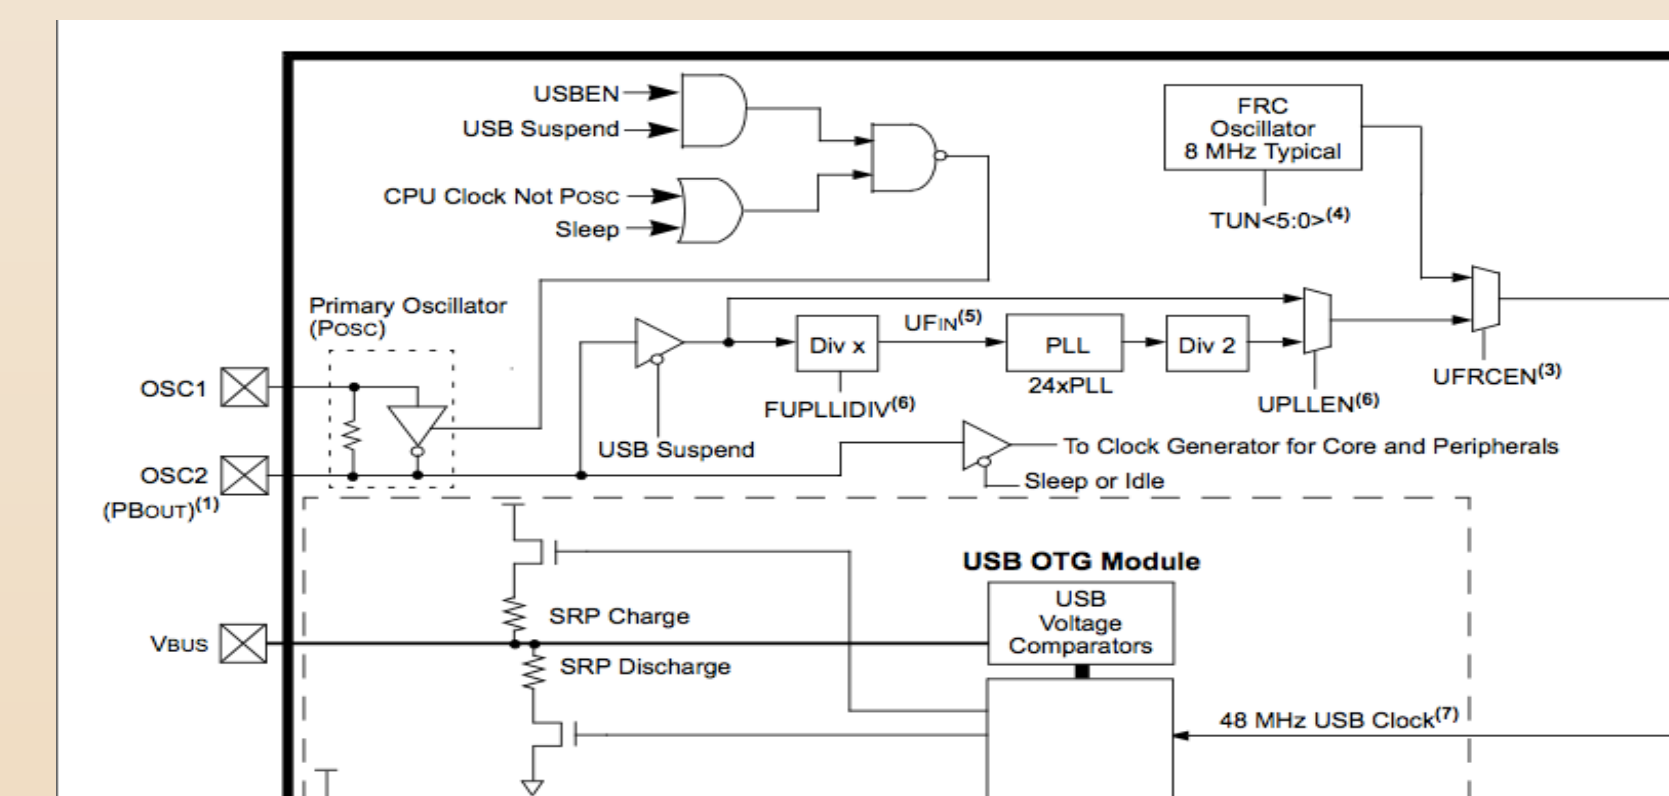 USBEN
USB Suspend
CPU Clock Not POSC
Sleep
FRC
Oscillator
8 MHz Typical
TUN<5:0>(4)
Primary Oscillator
(POSC)
UFIN(5)
Div x
PLL
Div 2
24xPLL
FUPLLIDIV(6)
UPLLEN(6)
UFRCEN(3)
OSC1
USB Suspend
To Clock Generator for Core and Peripherals
OSC2
(PBOUT)(1)
Sleep or Idle
USB OTG Module
USB
Voltage
Comparators
SRP Charge
VBUS
SRP Discharge
48 MHz USB Clock(7)